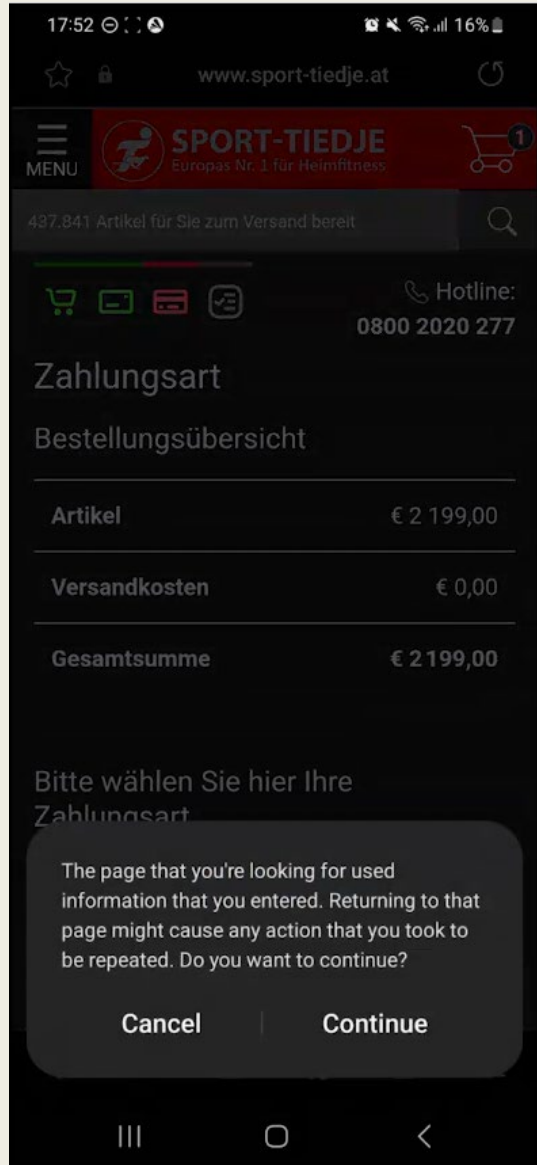 17:52
16%
www.sport-tiedje.at
MENU
SPORT-TIEDJE
Europas Nr. 1 für Heimfitness
1
437.841 Artikel für Sie zum Versand bereit
Hotline:
0800 2020 277
Zahlungsart
Bestellungsübersicht
Artikel € 2 199,00
Versandkosten € 0,00
Gesamtsumme € 2 199,00
Bitte wählen Sie hier Ihre
Zahlungsart
The page that you're looking for used
information that you entered. Returning to that
page might cause any action that you took to
be repeated. Do you want to continue?
Cancel
Continue